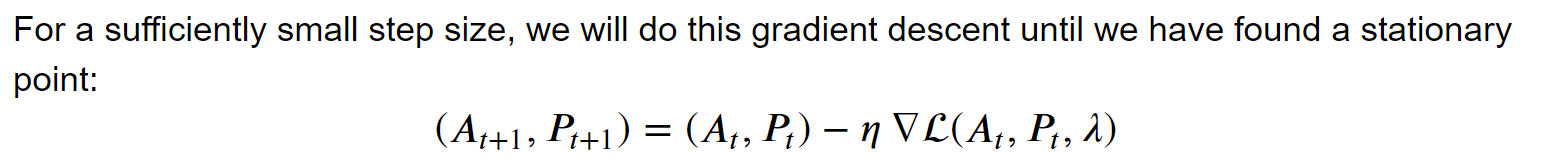 For a sufficiently small step size, we will do this gradient descent until we have found a stationary
point:
(A_{t+1}, P_{t+1}) = (A_t, P_t) − η ∇ℒ(A_t, P_t, λ)